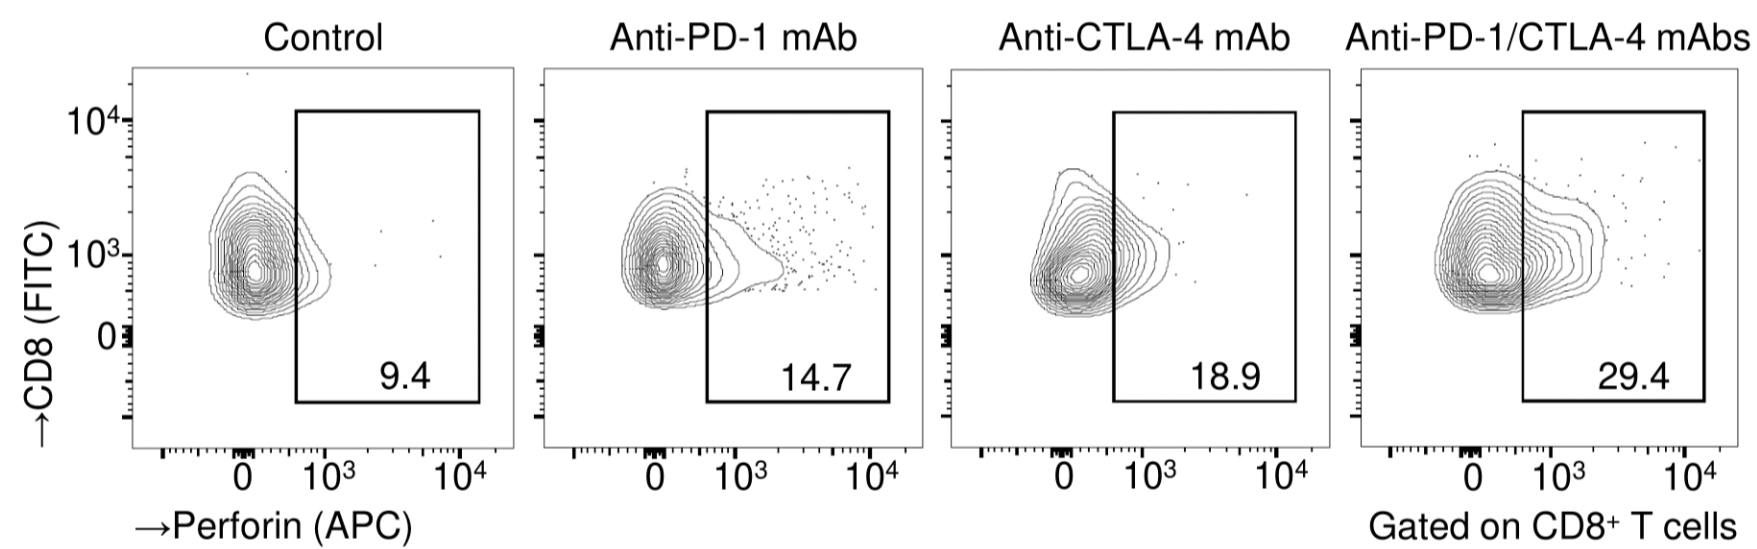 Control
Anti-PD-1 mAb
Anti-CTLA-4 mAb
Anti-PD-1/CTLA-4 mAbs
→CD8 (FITC)
10⁴
10³
0
9.4
14.7
18.9
29.4
0 10³ 10⁴
0 10³ 10⁴
0 10³ 10⁴
0 10³ 10⁴
→Perforin (APC)
Gated on CD8⁺ T cells